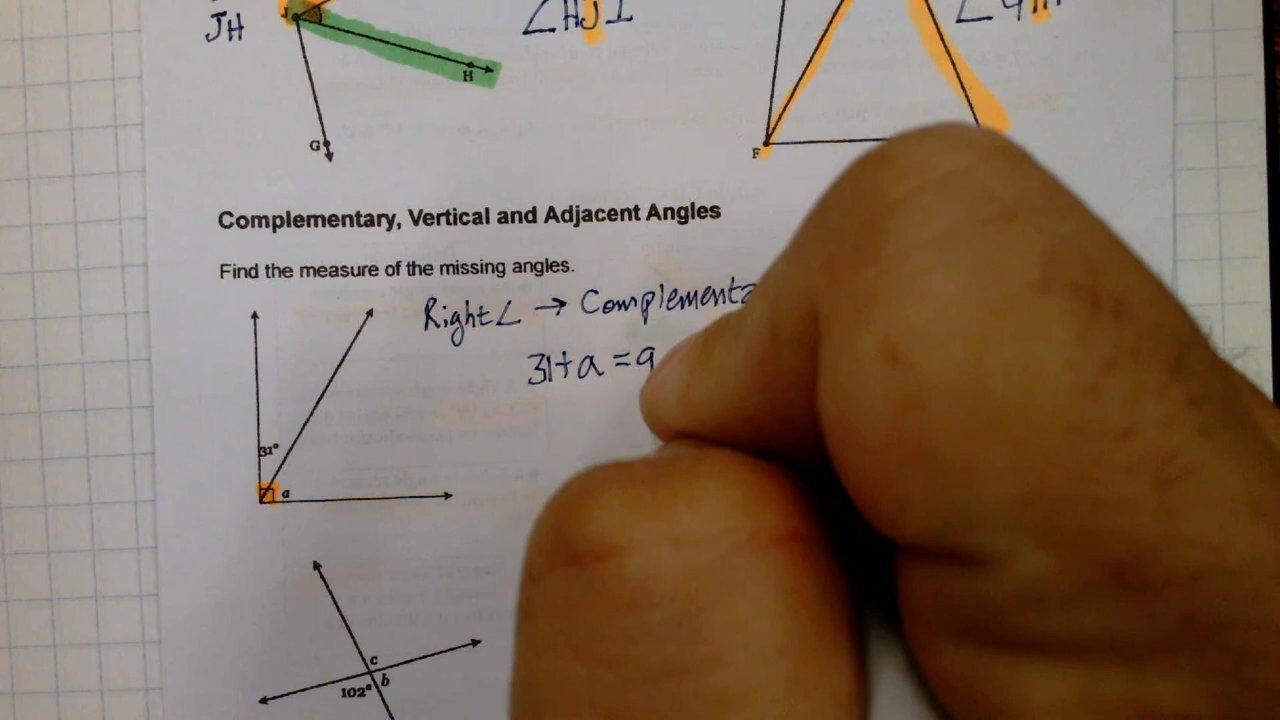 JH
H
∠HJI
G
F
Complementary, Vertical and Adjacent Angles
Find the measure of the missing angles.
Right∠ → Complementa
31+a=9
31°
a
c
102°
b